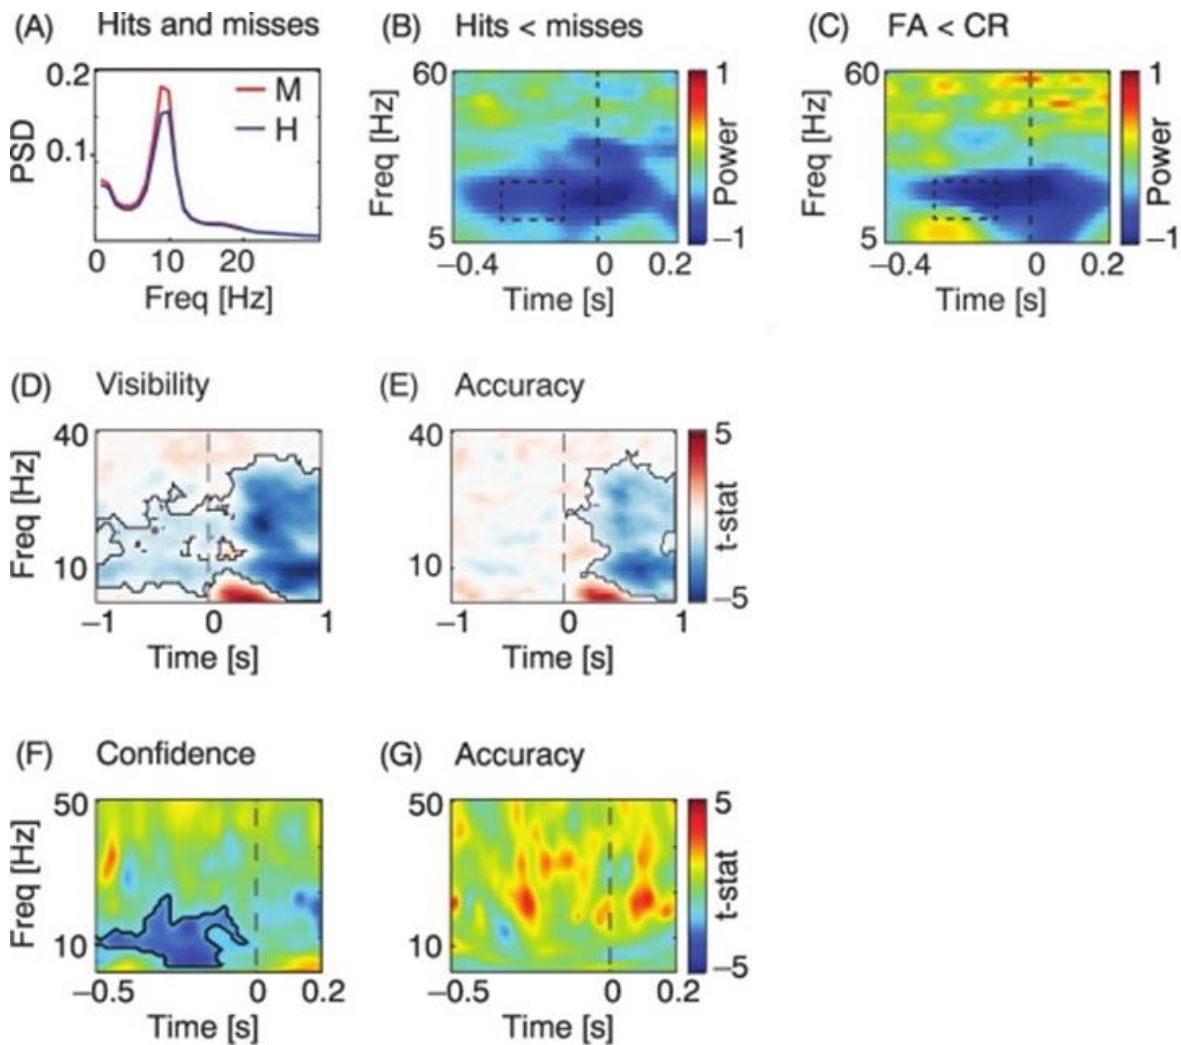 (A) Hits and misses
PSD
0.2
0.1
M
H
0 10 20
Freq [Hz]
(B) Hits < misses
Freq [Hz]
60
5
−0.4 0 0.2
Time [s]
1
Power
−1
(C) FA < CR
Freq [Hz]
60
5
−0.4 0 0.2
Time [s]
1
Power
−1
(D) Visibility
Freq [Hz]
40
10
−1 0 1
Time [s]
(E) Accuracy
40
10
−1 0 1
Time [s]
5
t-stat
−5
(F) Confidence
Freq [Hz]
50
10
−0.5 0 0.2
Time [s]
(G) Accuracy
50
10
−0.5 0 0.2
Time [s]
5
t-stat
−5